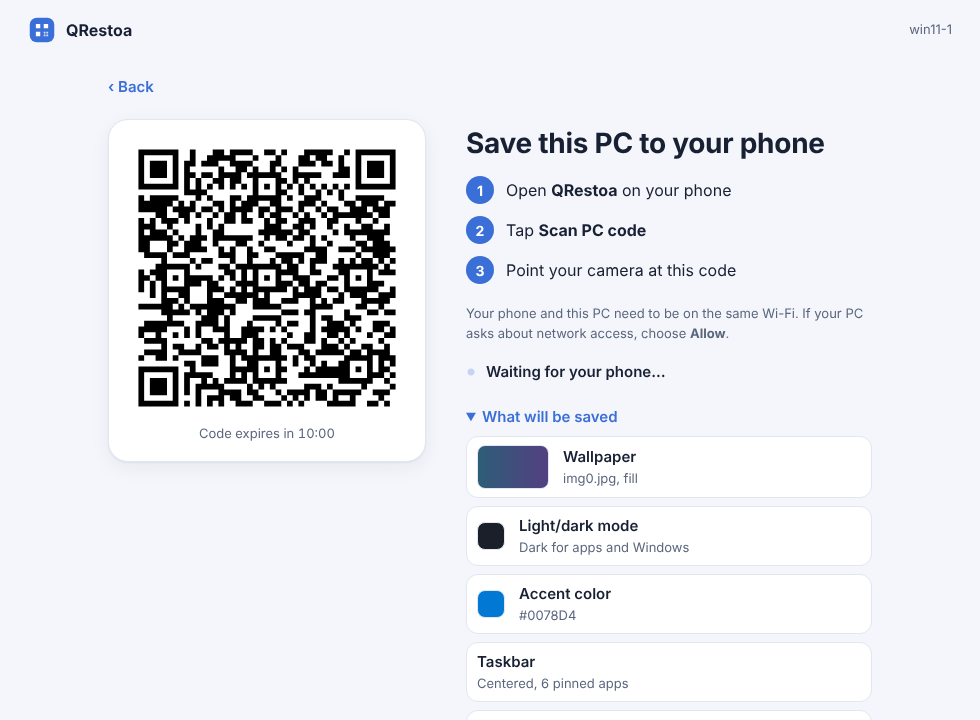 QRestoa
win11-1
‹ Back
Save this PC to your phone
1 Open QRestoa on your phone
2 Tap Scan PC code
3 Point your camera at this code
Your phone and this PC need to be on the same Wi-Fi. If your PC
asks about network access, choose Allow.
Waiting for your phone...
Code expires in 10:00
▼ What will be saved
Wallpaper
img0.jpg, fill
Light/dark mode
Dark for apps and Windows
Accent color
#0078D4
Taskbar
Centered, 6 pinned apps